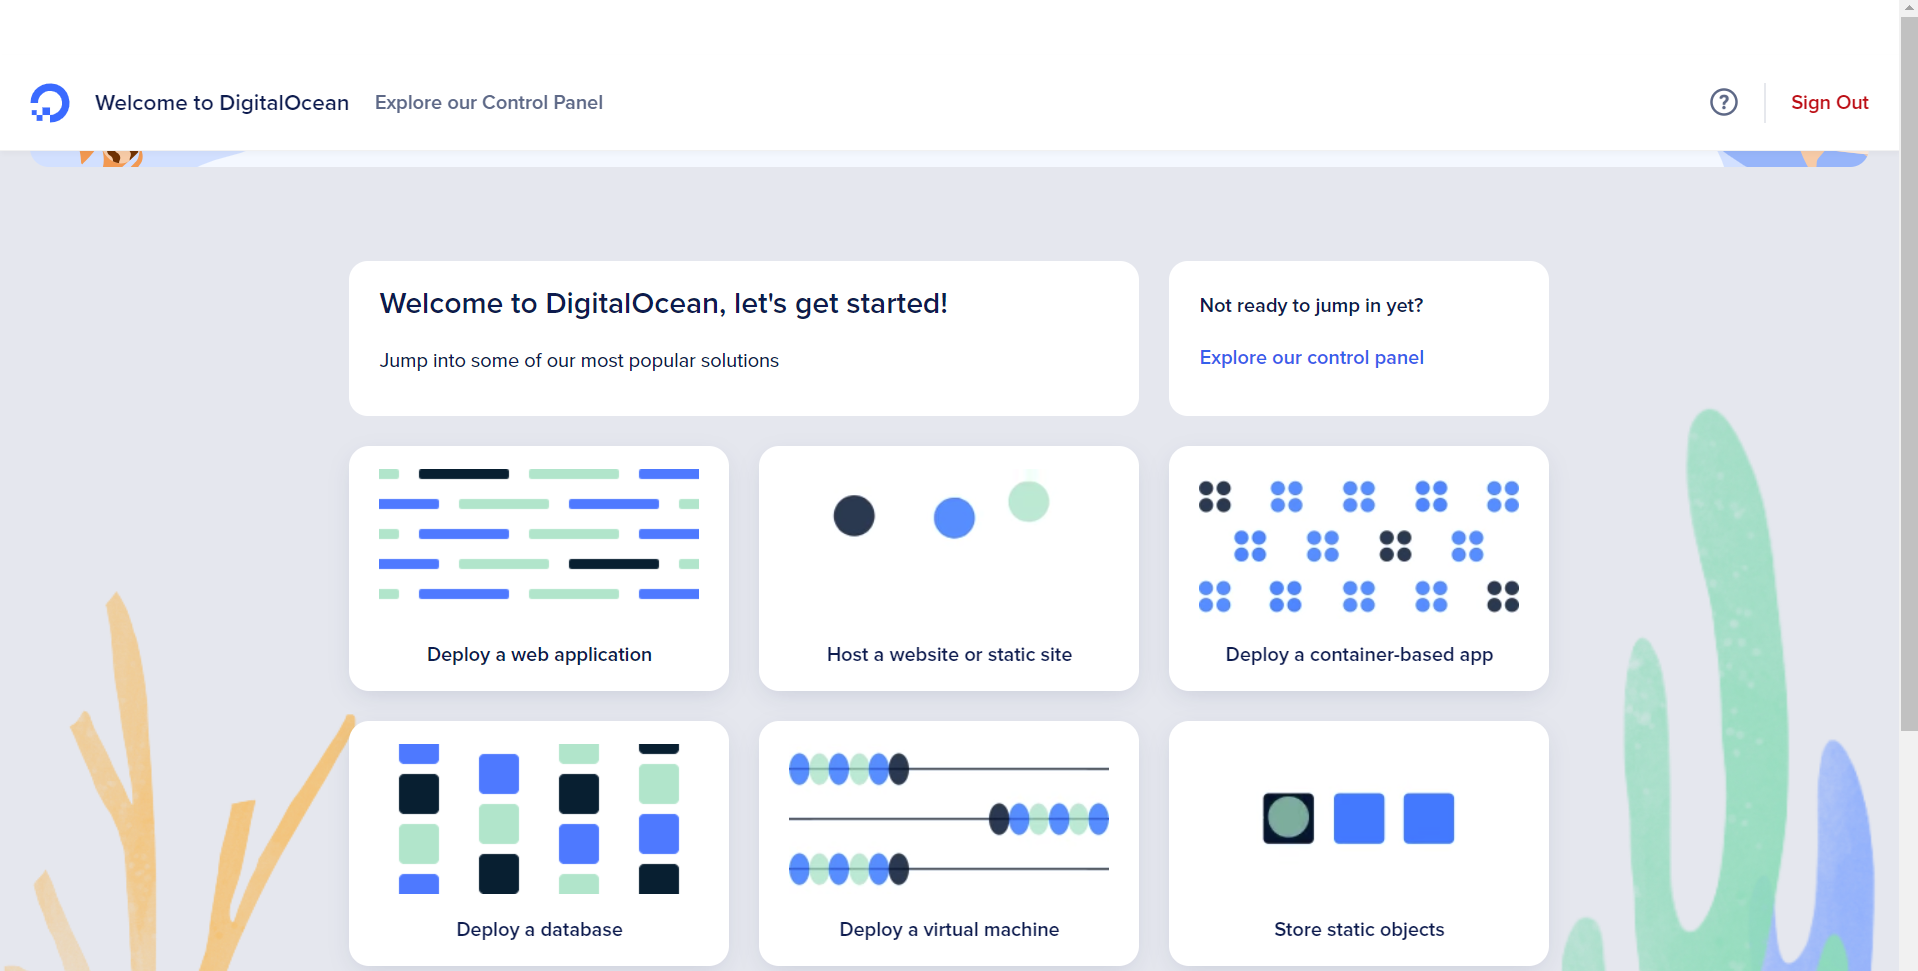 Welcome to DigitalOcean
Explore our Control Panel
?
Sign Out
Welcome to DigitalOcean, let's get started!
Jump into some of our most popular solutions
Not ready to jump in yet?
Explore our control panel
Deploy a web application
Host a website or static site
Deploy a container-based app
Deploy a database
Deploy a virtual machine
Store static objects